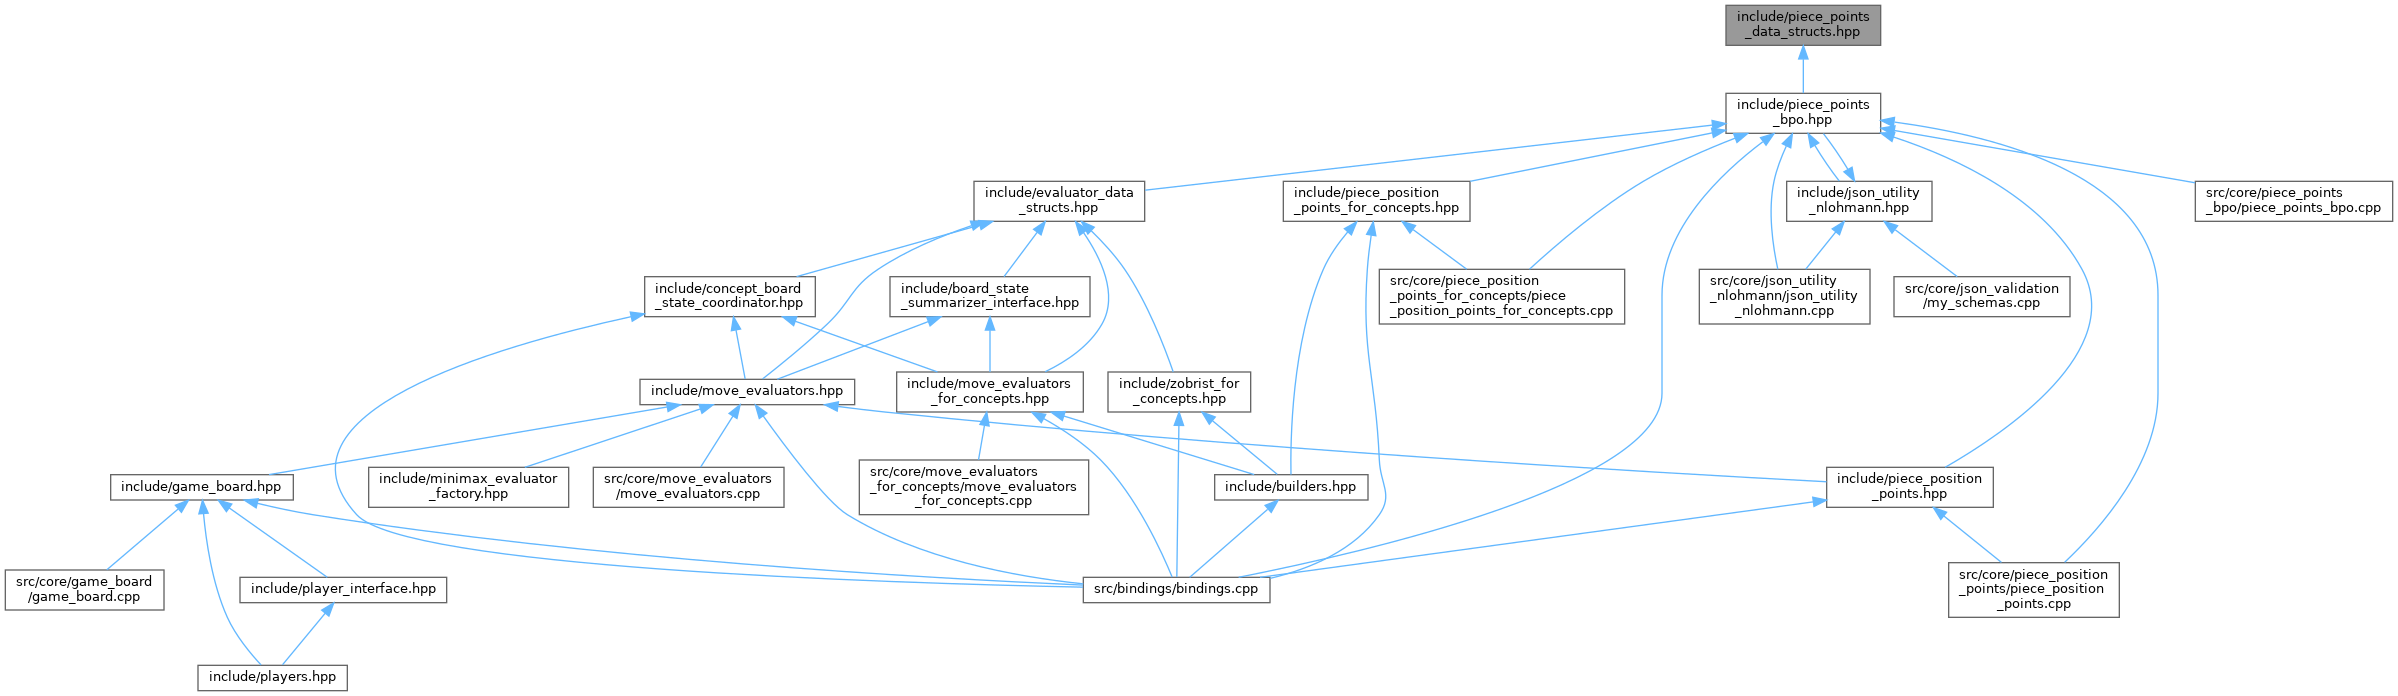 include/piece_points
_data_structs.hpp
include/piece_points
_bpo.hpp
include/evaluator_data
_structs.hpp
include/piece_position
_points_for_concepts.hpp
include/json_utility
_nlohmann.hpp
src/core/piece_points
_bpo/piece_points_bpo.cpp
include/concept_board
_state_coordinator.hpp
include/board_state
_summarizer_interface.hpp
src/core/piece_position
_points_for_concepts/piece
_position_points_for_concepts.cpp
src/core/json_utility
_nlohmann/json_utility
_nlohmann.cpp
src/core/json_validation
/my_schemas.cpp
include/move_evaluators.hpp
include/move_evaluators
_for_concepts.hpp
include/zobrist_for
_concepts.hpp
include/game_board.hpp
include/minimax_evaluator
_factory.hpp
src/core/move_evaluators
/move_evaluators.cpp
src/core/move_evaluators
_for_concepts/move_evaluators
_for_concepts.cpp
include/builders.hpp
include/piece_position
_points.hpp
src/core/game_board
/game_board.cpp
include/player_interface.hpp
src/bindings/bindings.cpp
src/core/piece_position
_points/piece_position
_points.cpp
include/players.hpp